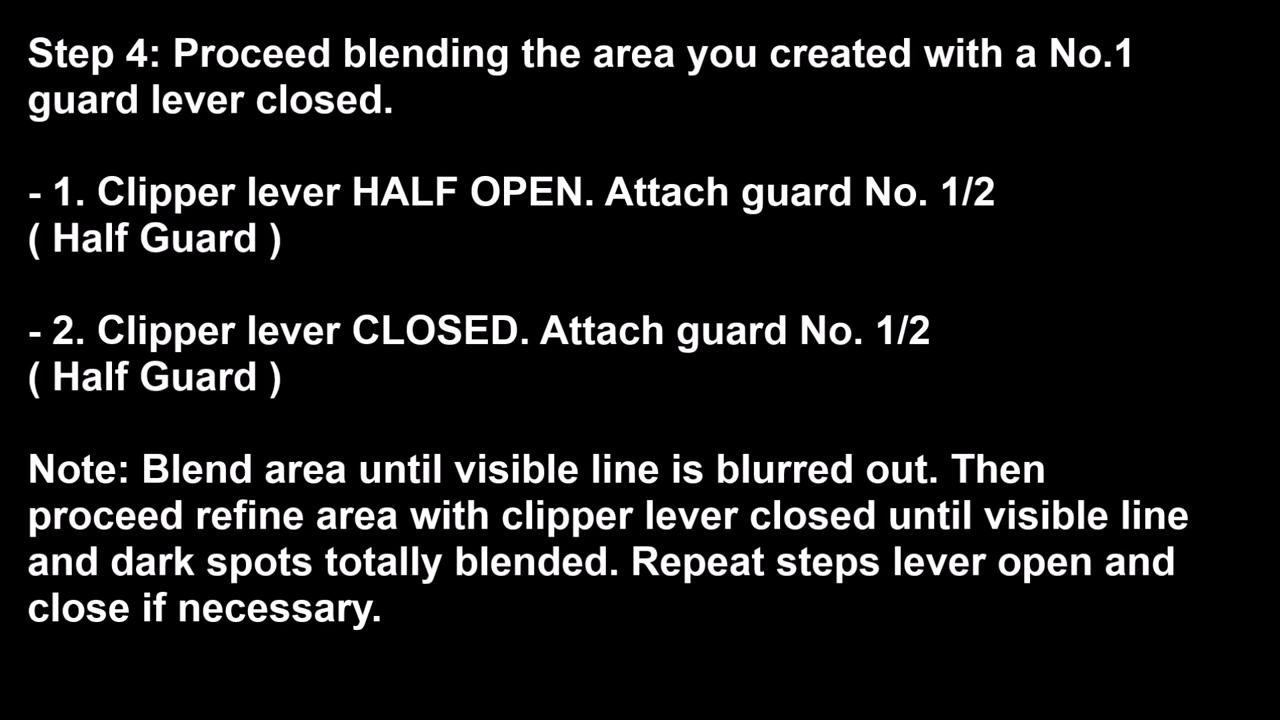 Step 4: Proceed blending the area you created with a No.1
guard lever closed.
- 1. Clipper lever HALF OPEN. Attach guard No. 1/2
( Half Guard )
- 2. Clipper lever CLOSED. Attach guard No. 1/2
( Half Guard )
Note: Blend area until visible line is blurred out. Then
proceed refine area with clipper lever closed until visible line
and dark spots totally blended. Repeat steps lever open and
close if necessary.